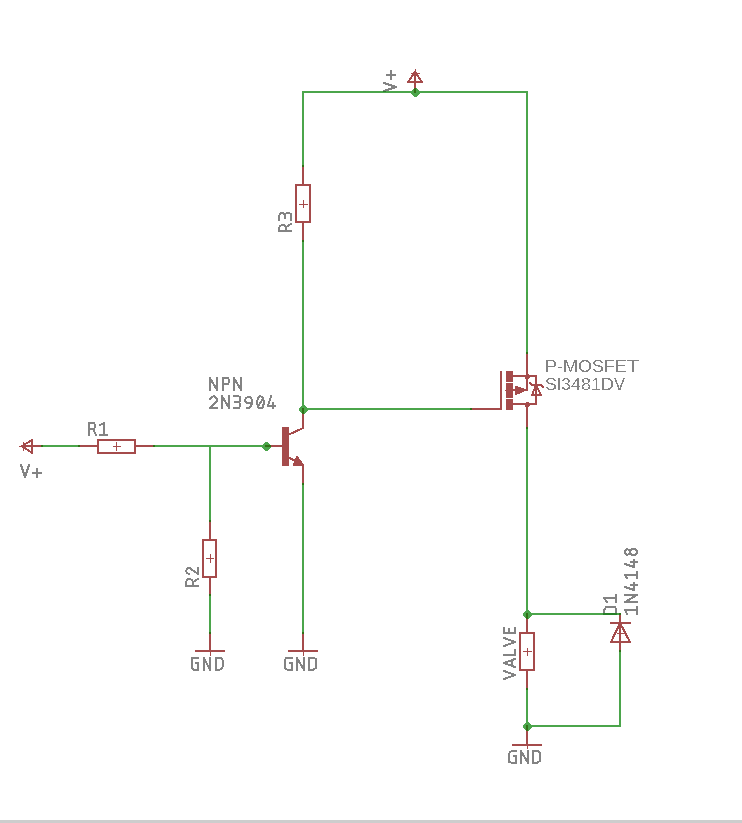 V+
R3
P-MOSFET
SI3481DV
NPN
2N3904
R1
V+
R2
D1
1N4148
VALVE
GND
GND
GND